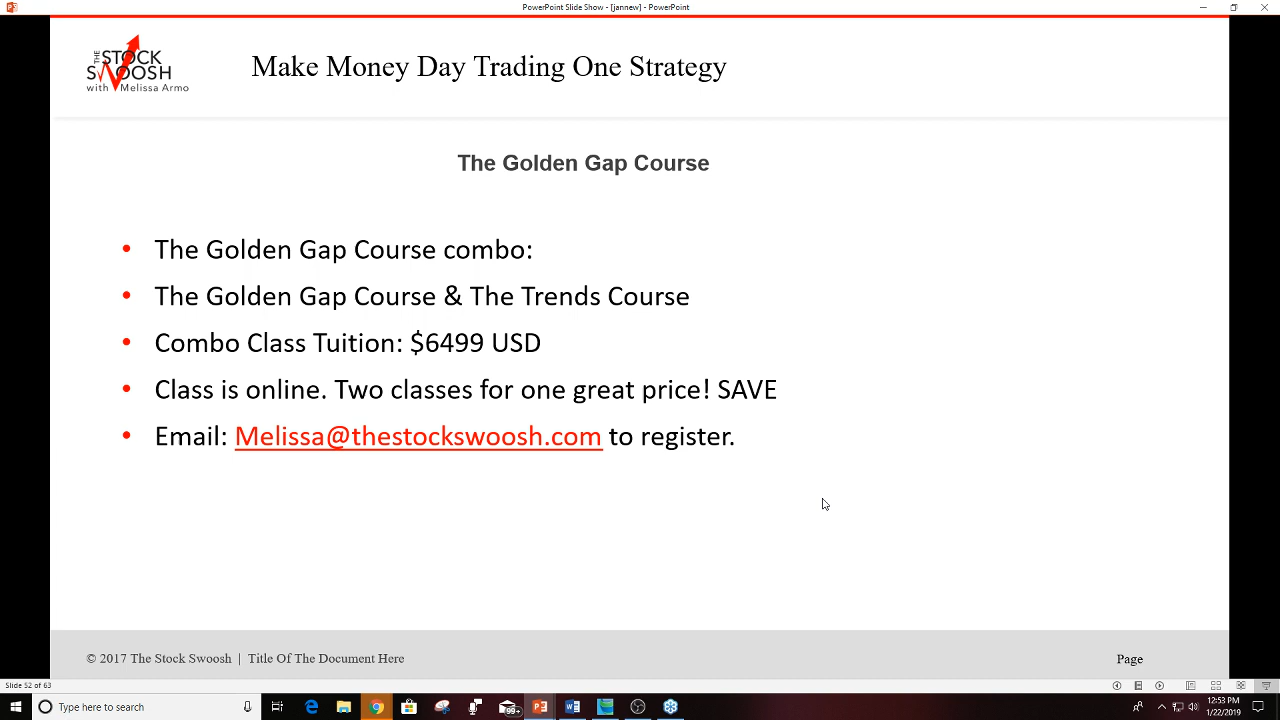 PowerPoint Slide Show - [jannew] - PowerPoint
THE STOCK
SWOOSH
with Melissa Armo
Make Money Day Trading One Strategy
The Golden Gap Course
• The Golden Gap Course combo:
• The Golden Gap Course & The Trends Course
• Combo Class Tuition: $6499 USD
• Class is online. Two classes for one great price! SAVE
• Email: Melissa@thestockswoosh.com to register.
© 2017 The Stock Swoosh | Title Of The Document Here
Page
Slide 52 of 63
Type here to search
99+
12:53 PM
1/22/2019